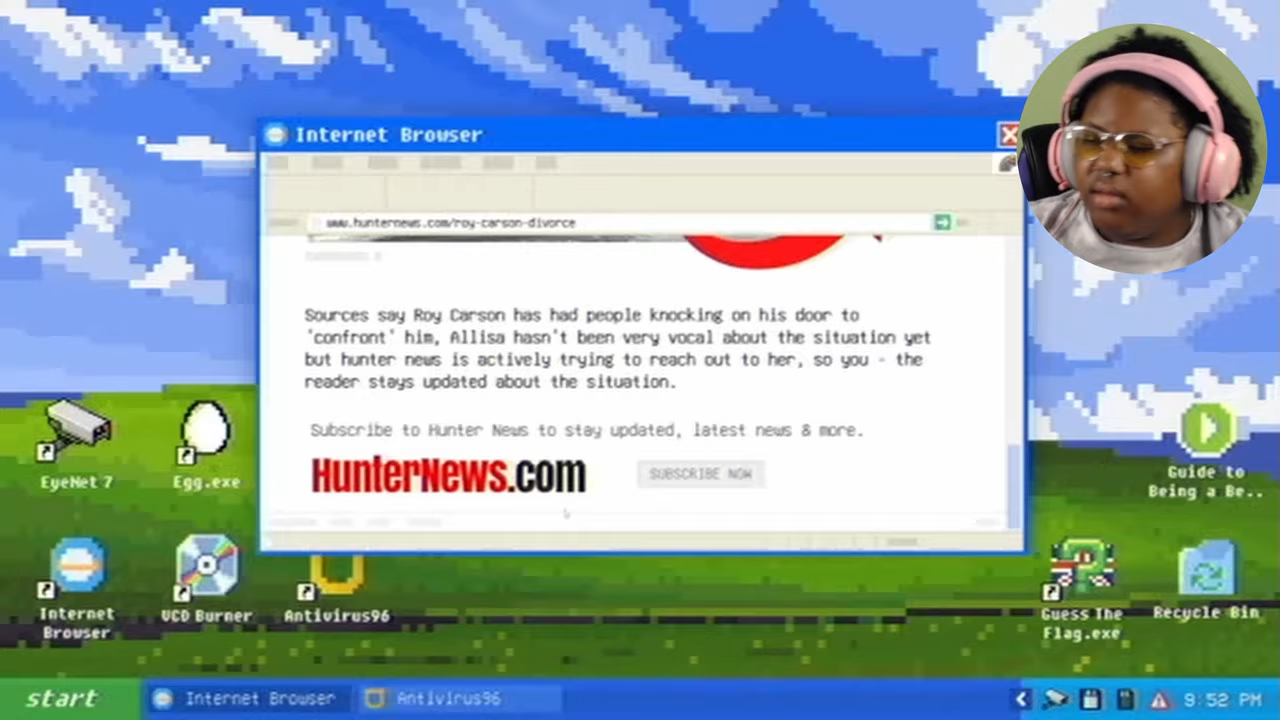 Internet Browser
www.hunternews.com/roy-carson-divorce
Sources say Roy Carson has had people knocking on his door to
'confront' him, Allisa hasn't been very vocal about the situation yet
but hunter news is actively trying to reach out to her, so you - the
reader stays updated about the situation.
Subscribe to Hunter News to stay updated, latest news & more.
HunterNews.com
SUBSCRIBE NOW
EyeNet 7
Egg.exe
Guide to
Being a Be..
Internet
Browser
VCD Burner
Antivirus96
Guess The
Flag.exe
Recycle Bin
start
Internet Browser
Antivirus96
9:52 PM